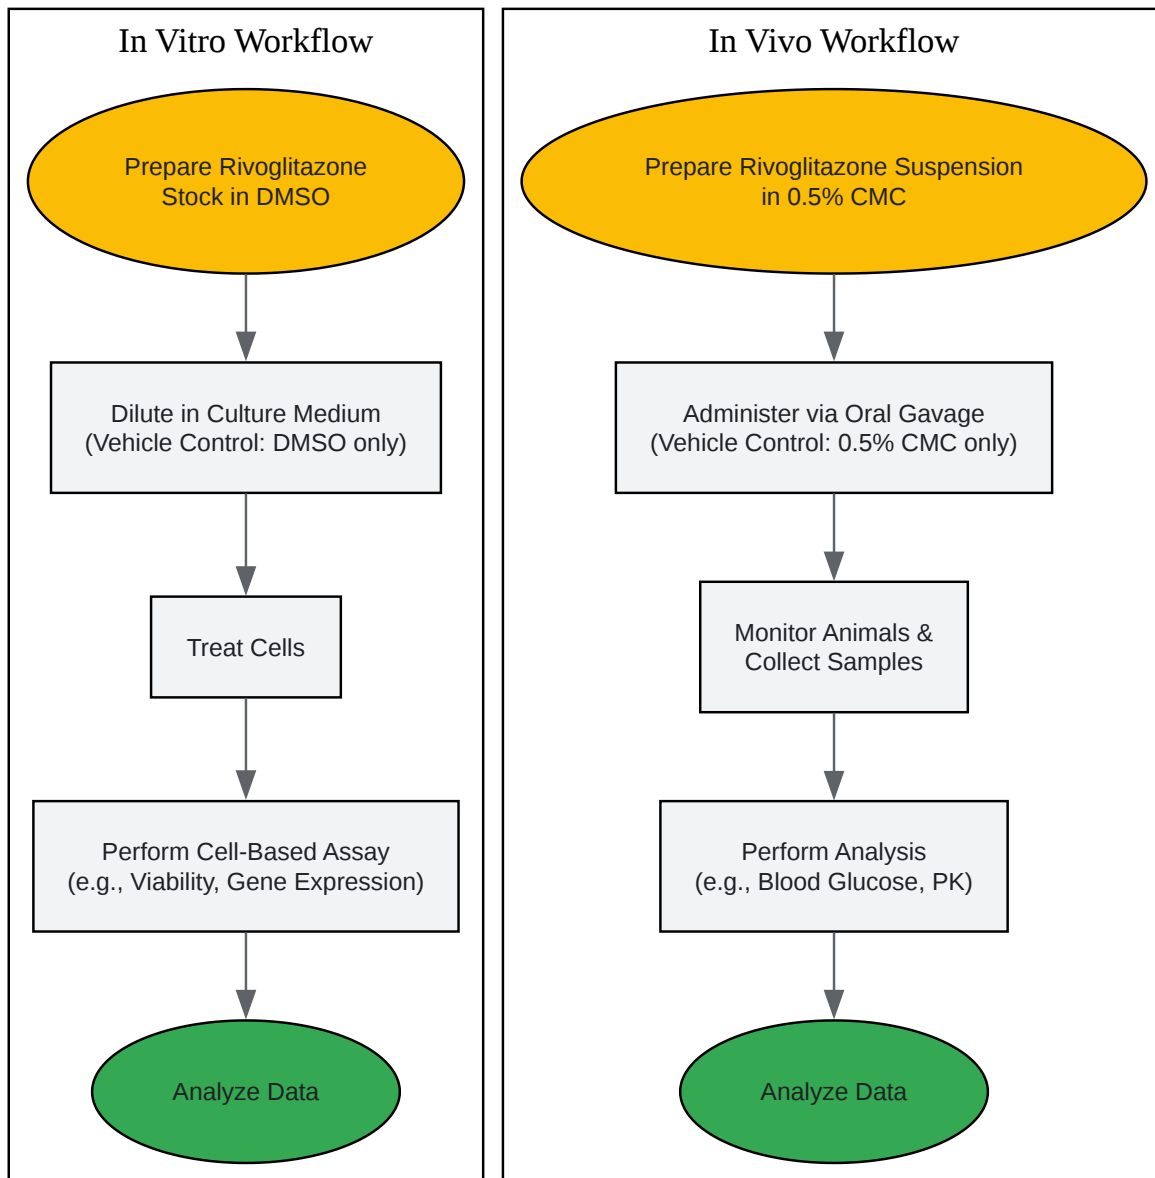 In Vitro Workflow
Prepare Rivoglitazone
Stock in DMSO
Dilute in Culture Medium
(Vehicle Control: DMSO only)
Treat Cells
Perform Cell-Based Assay
(e.g., Viability, Gene Expression)
Analyze Data
In Vivo Workflow
Prepare Rivoglitazone Suspension
in 0.5% CMC
Administer via Oral Gavage
(Vehicle Control: 0.5% CMC only)
Monitor Animals &
Collect Samples
Perform Analysis
(e.g., Blood Glucose, PK)
Analyze Data